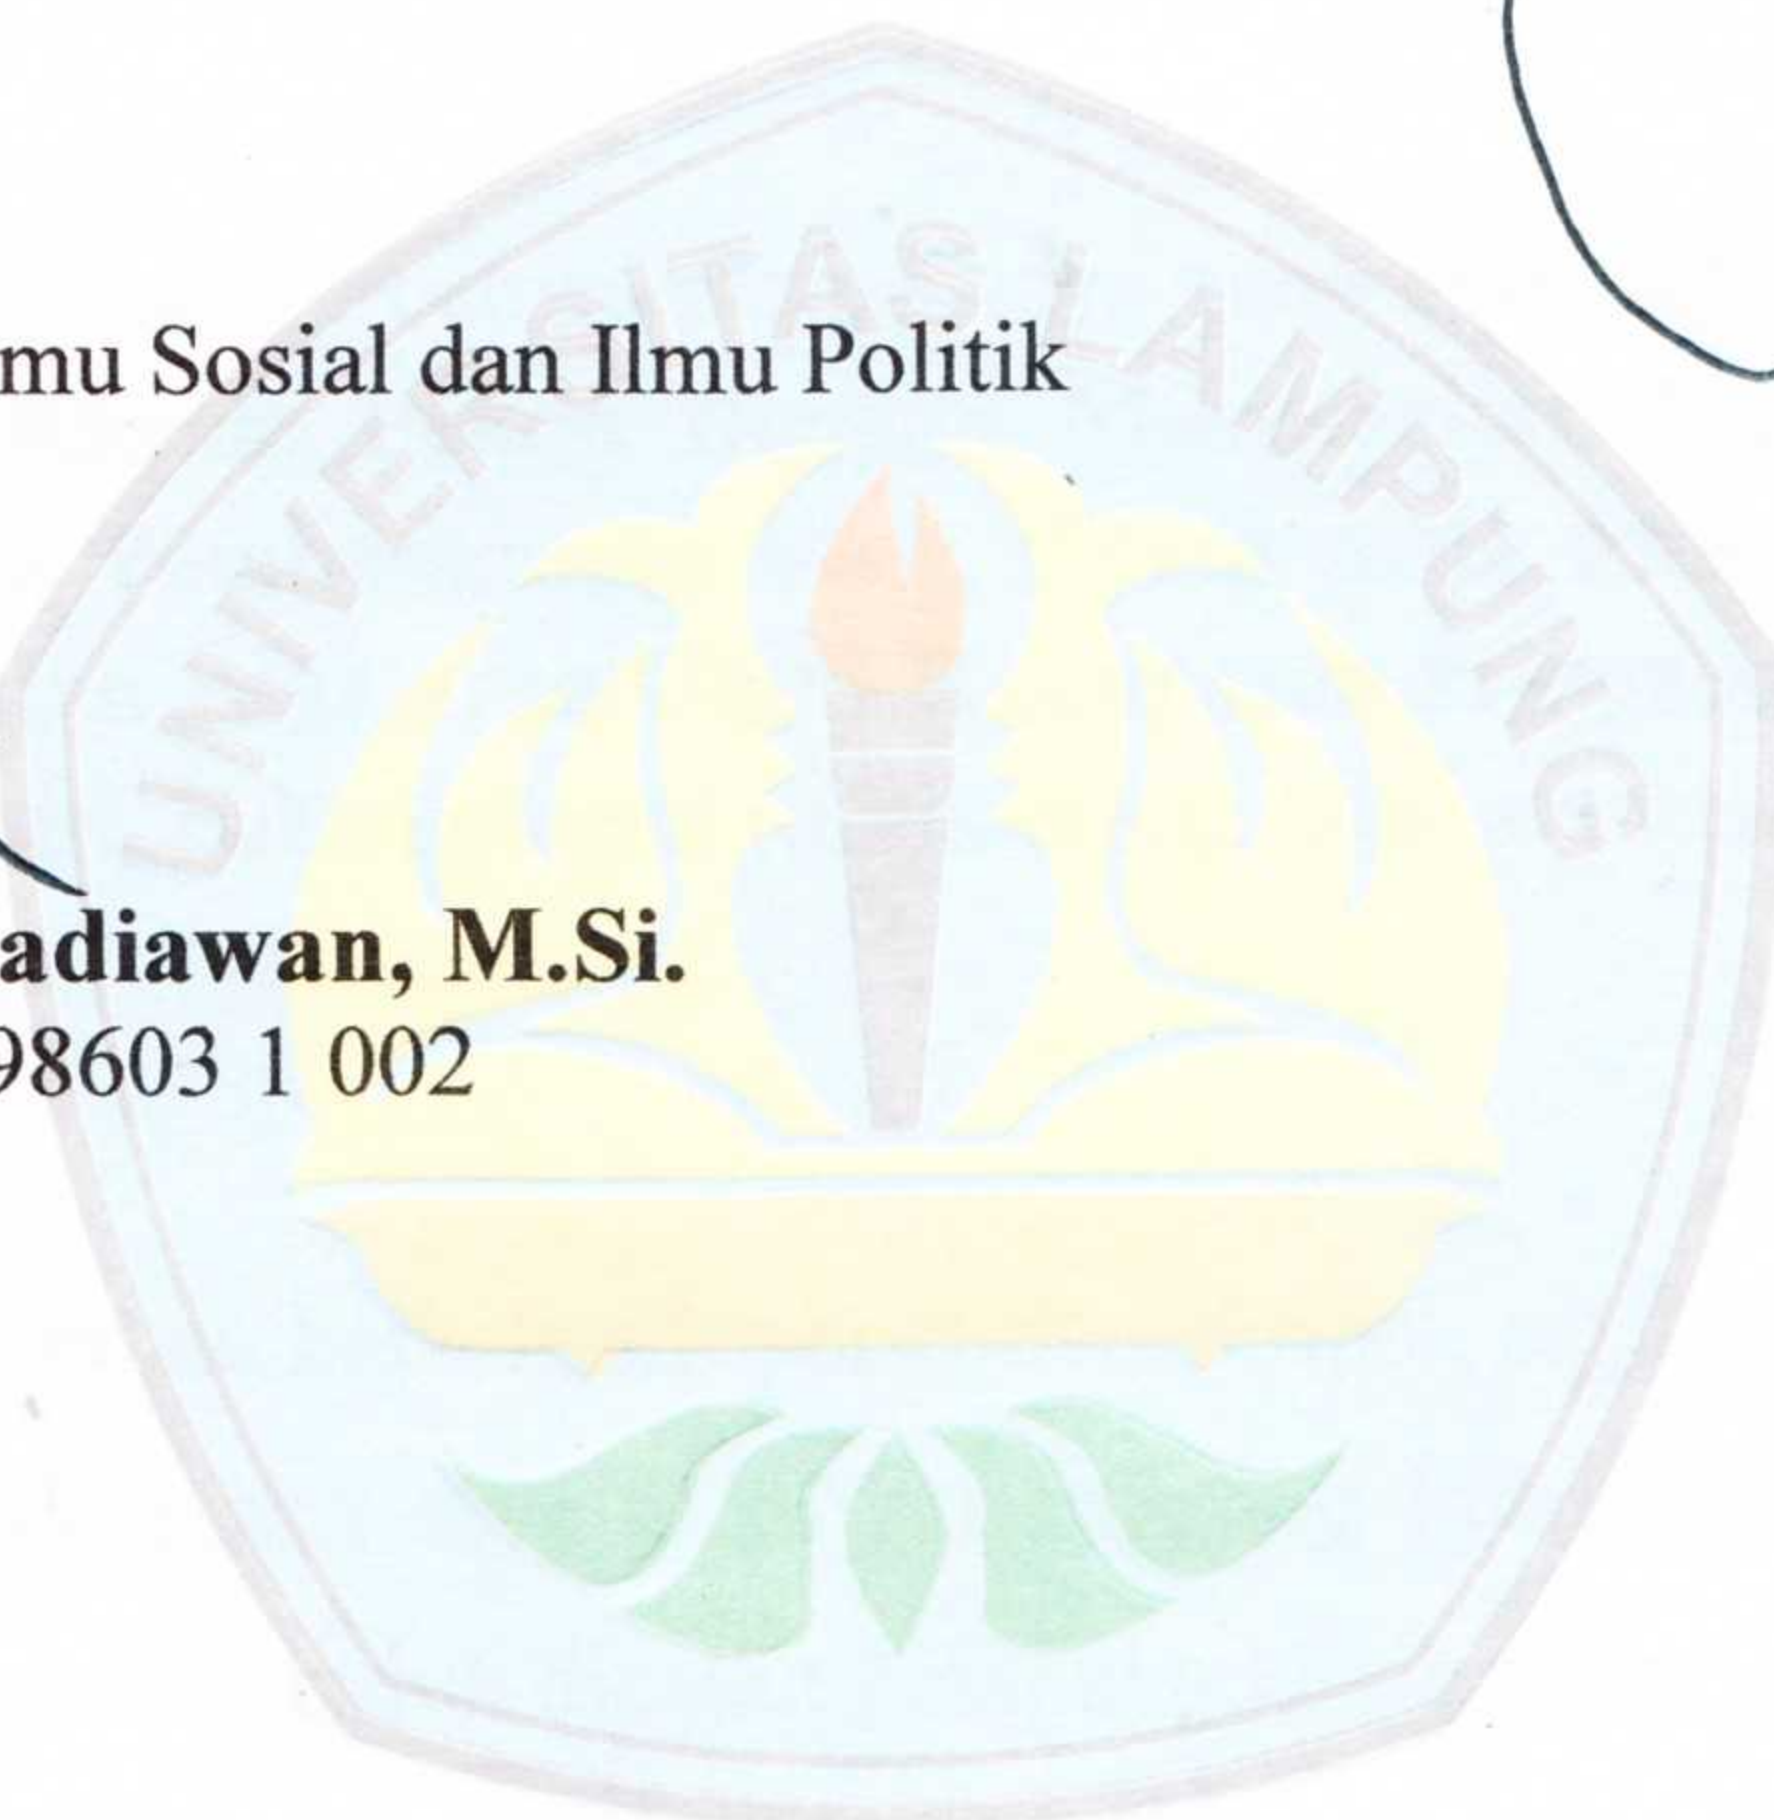 UNIVERSITAS LAMPUNG
mu Sosial dan Ilmu Politik
adiawan, M.Si.
98603 1 002